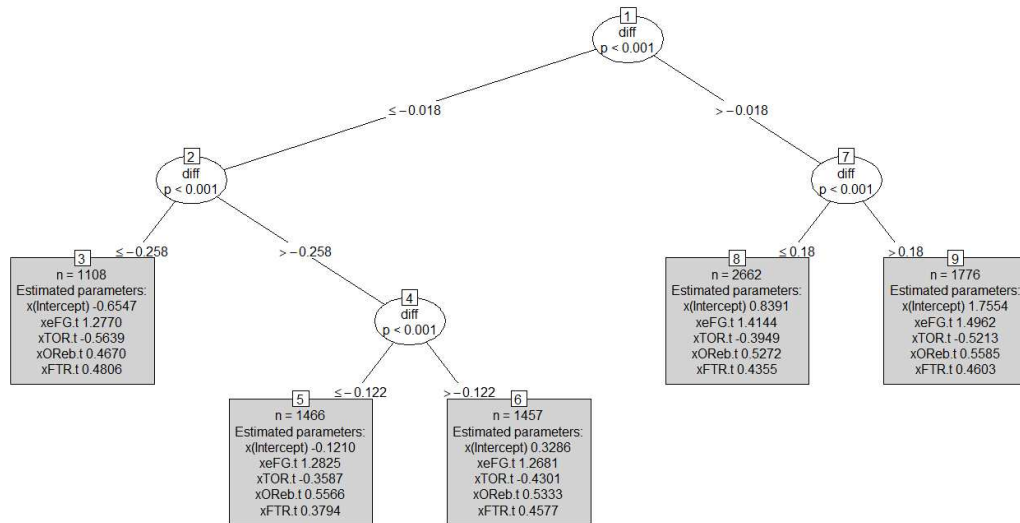 1
diff
p < 0.001
≤ −0.018
> −0.018
2
diff
p < 0.001
7
diff
p < 0.001
≤ −0.258
> −0.258
≤ 0.18
> 0.18
3
n = 1108
Estimated parameters:
x(Intercept) -0.6547
xeFG.t 1.2770
xTOR.t -0.5639
xOReb.t 0.4670
xFTR.t 0.4806
4
diff
p < 0.001
8
n = 2662
Estimated parameters:
x(Intercept) 0.8391
xeFG.t 1.4144
xTOR.t -0.3949
xOReb.t 0.5272
xFTR.t 0.4355
9
n = 1776
Estimated parameters:
x(Intercept) 1.7554
xeFG.t 1.4962
xTOR.t -0.5213
xOReb.t 0.5585
xFTR.t 0.4603
≤ −0.122
> −0.122
5
n = 1466
Estimated parameters:
x(Intercept) -0.1210
xeFG.t 1.2825
xTOR.t -0.3587
xOReb.t 0.5566
xFTR.t 0.3794
6
n = 1457
Estimated parameters:
x(Intercept) 0.3286
xeFG.t 1.2681
xTOR.t -0.4301
xOReb.t 0.5333
xFTR.t 0.4577